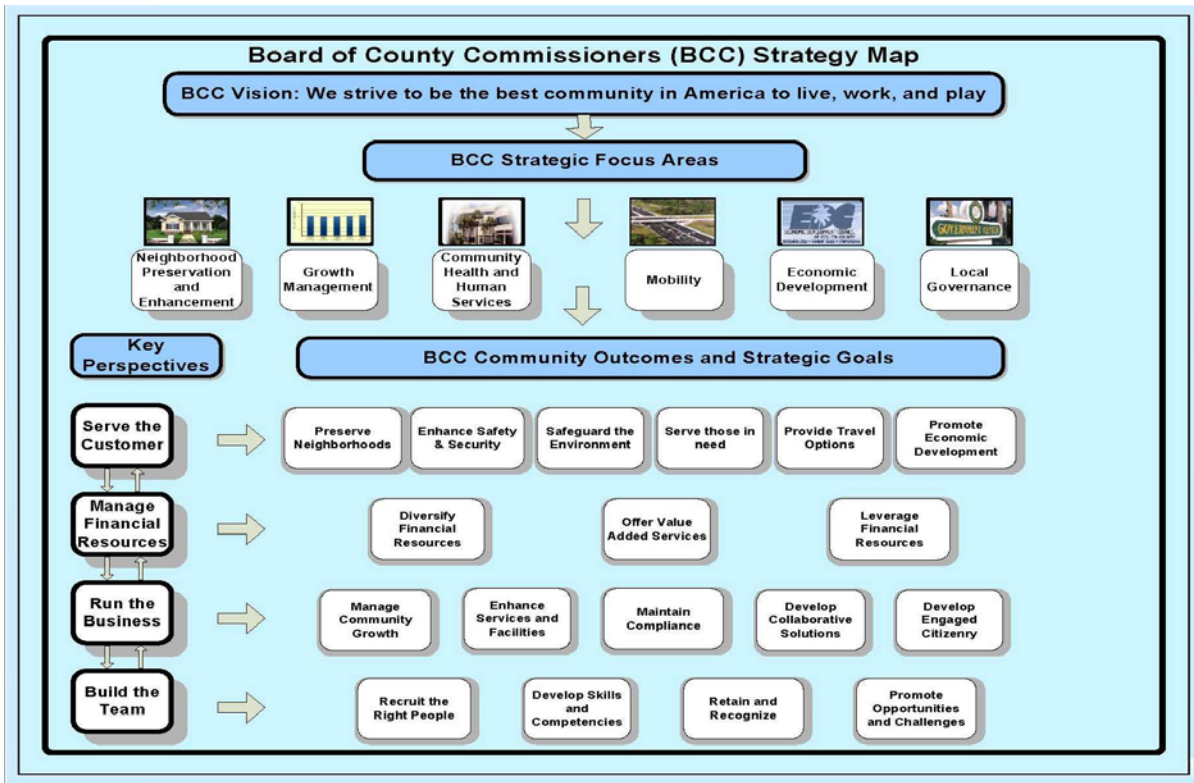 Board of County Commissioners (BCC) Strategy Map
BCC Vision: We strive to be the best community in America to live, work, and play
BCC Strategic Focus Areas
EDC
GOVERNMENT
Neighborhood
Preservation
and
Enhancement
Growth
Management
Community
Health and
Human
Services
Mobility
Economic
Development
Local
Governance
Key
Perspectives
BCC Community Outcomes and Strategic Goals
Serve the
Customer
Preserve
Neighborhoods
Enhance Safety
& Security
Safeguard the
Environment
Serve those in
need
Provide Travel
Options
Promote
Economic
Development
Manage
Financial
Resources
Diversify
Financial
Resources
Offer Value
Added Services
Leverage
Financial
Resources
Run the
Business
Manage
Community
Growth
Enhance
Services and
Facilities
Maintain
Compliance
Develop
Collaborative
Solutions
Develop
Engaged
Citizenry
Build the
Team
Recruit the
Right People
Develop Skills
and
Competencies
Retain and
Recognize
Promote
Opportunities
and Challenges